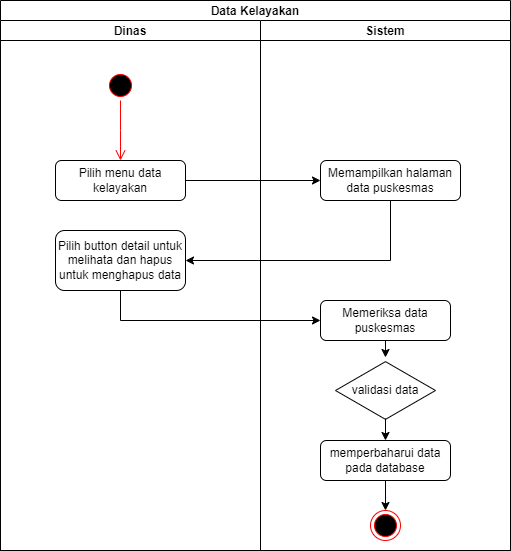 Data Kelayakan
Dinas
Sistem
Pilih menu data
kelayakan
Memampilkan halaman
data puskesmas
Pilih button detail untuk
melihata dan hapus
untuk menghapus data
Memeriksa data
puskesmas
validasi data
memperbaharui data
pada database